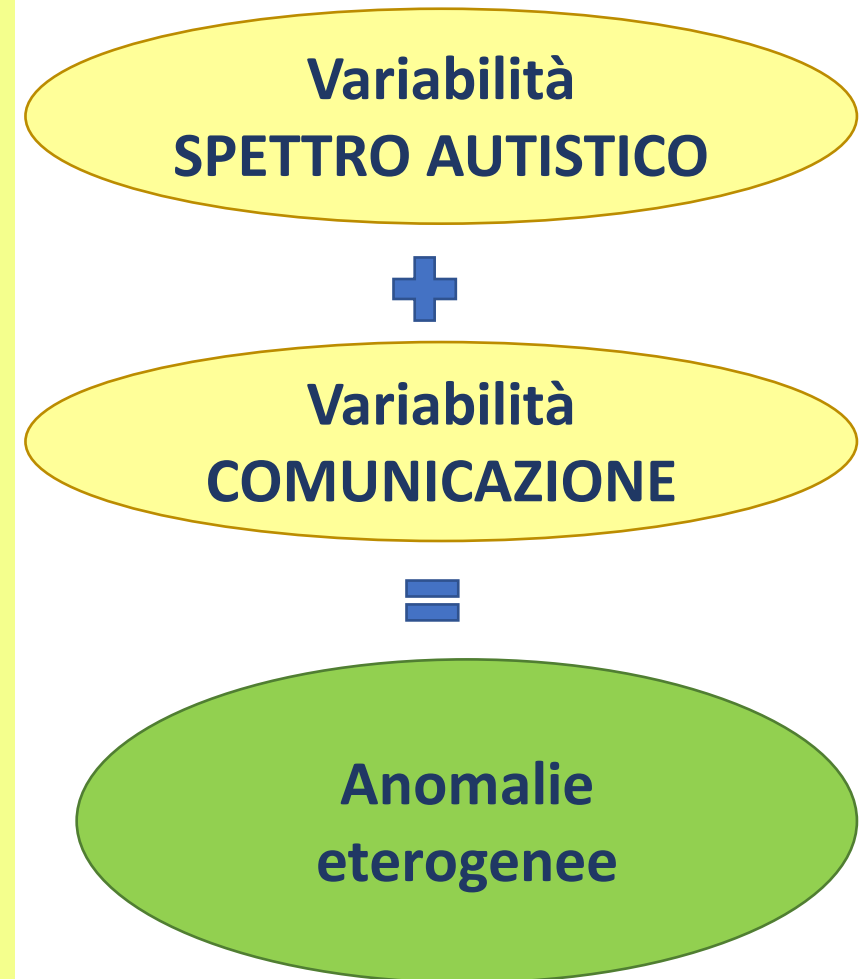 Variabilità
SPETTRO AUTISTICO
Variabilità
COMUNICAZIONE
Anomalie
eterogenee